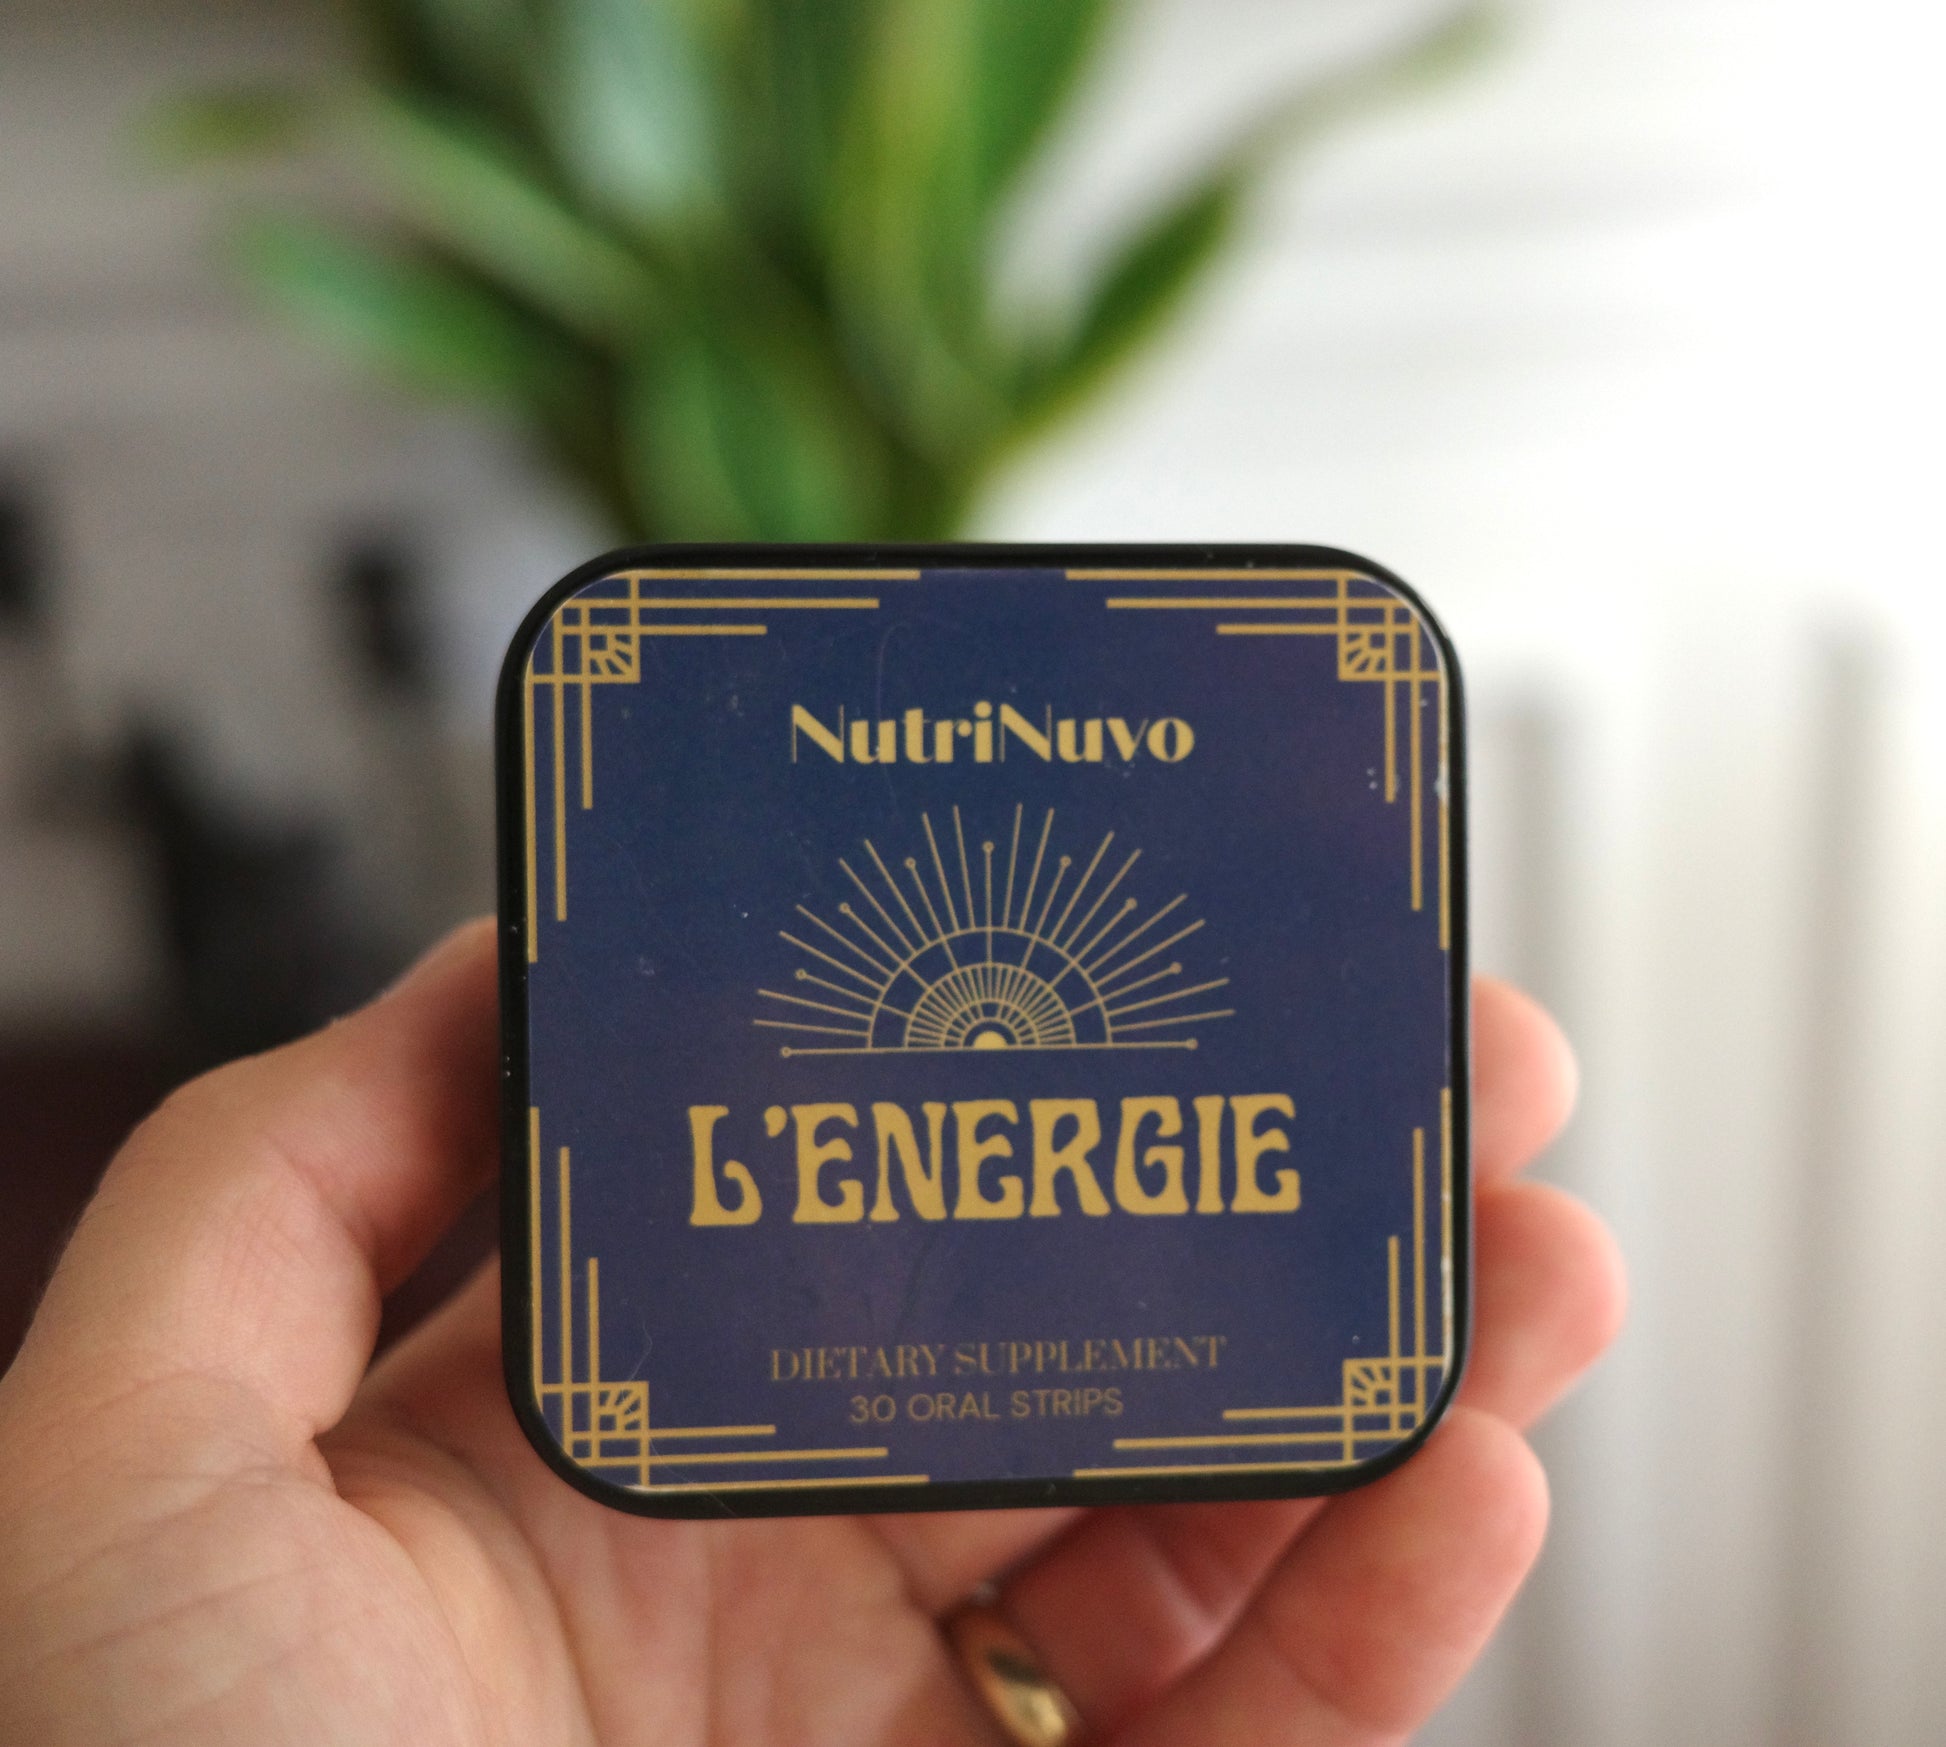 NutriNuvo
L'ENERGIE
DIETARY SUPPLEMENT
30 ORAL STRIPS